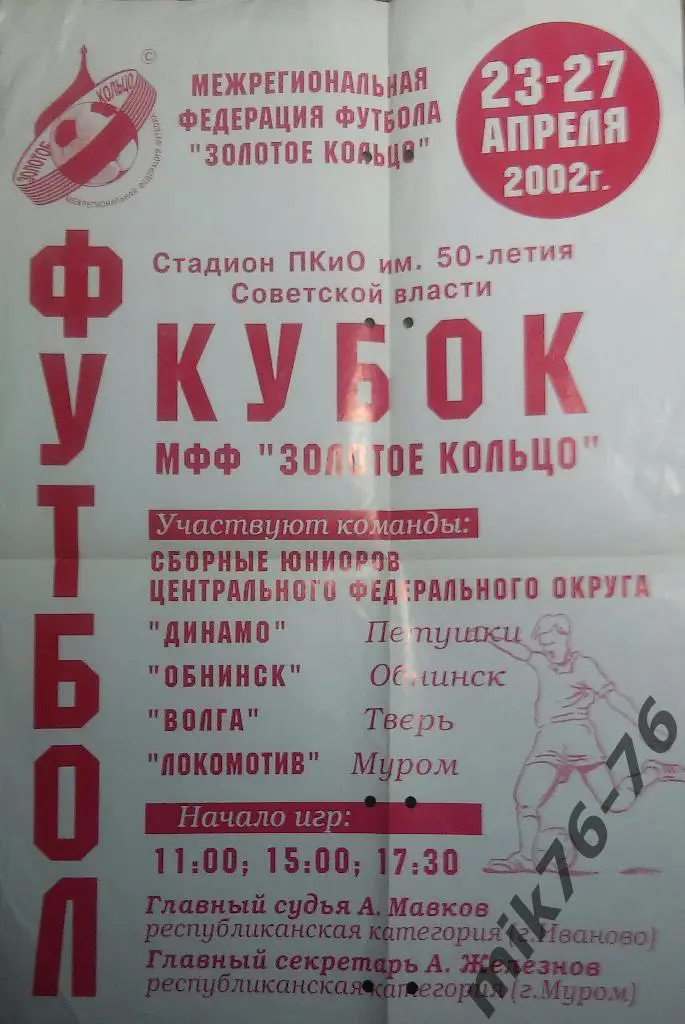 ©
ЗОЛОТОЕ КОЛЬЦО
МЕЖРЕГИОНАЛЬНАЯ ФЕДЕРАЦИЯ ФУТБОЛА
МЕЖРЕГИОНАЛЬНАЯ
ФЕДЕРАЦИЯ ФУТБОЛА
"ЗОЛОТОЕ КОЛЬЦО"
23-27
АПРЕЛЯ
2002г.
ФУТБОЛ
Стадион ПКиО им. 50-летия
Советской власти
КУБОК
МФФ "ЗОЛОТОЕ КОЛЬЦО"
Участвуют команды:
СБОРНЫЕ ЮНИОРОВ
ЦЕНТРАЛЬНОГО ФЕДЕРАЛЬНОГО ОКРУГА
"ДИНАМО" Петушки
"ОБНИНСК" Обнинск
"ВОЛГА" Тверь
"ЛОКОМОТИВ" Муром
Начало игр:
11:00; 15:00; 17:30
Главный судья А. Мавков
республиканская категория (г.Иваново)
Главный секретарь А. Железнов
республиканская категория (г.Муром)
mik76-76